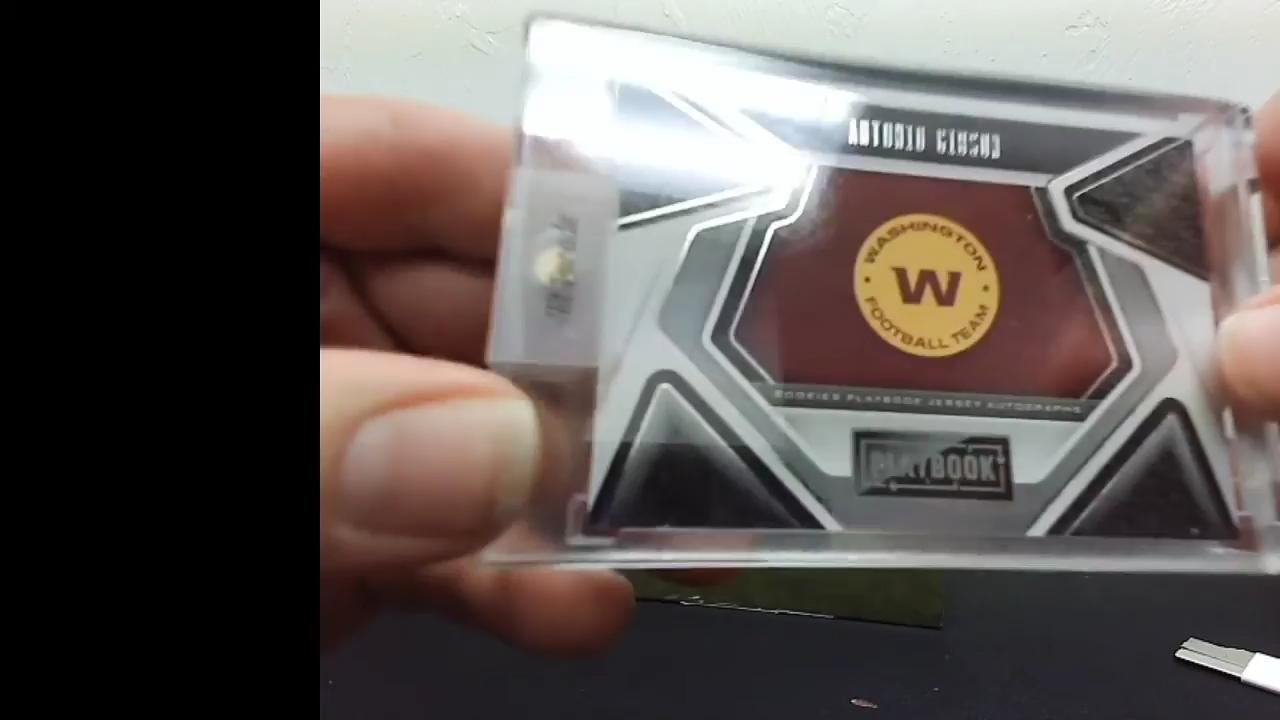 ANTONIO GIBSON
WASHINGTON
W
FOOTBALL TEAM
ROOKIES PLAYBOOK JERSEY AUTOGRAPHS
PLAYBOOK